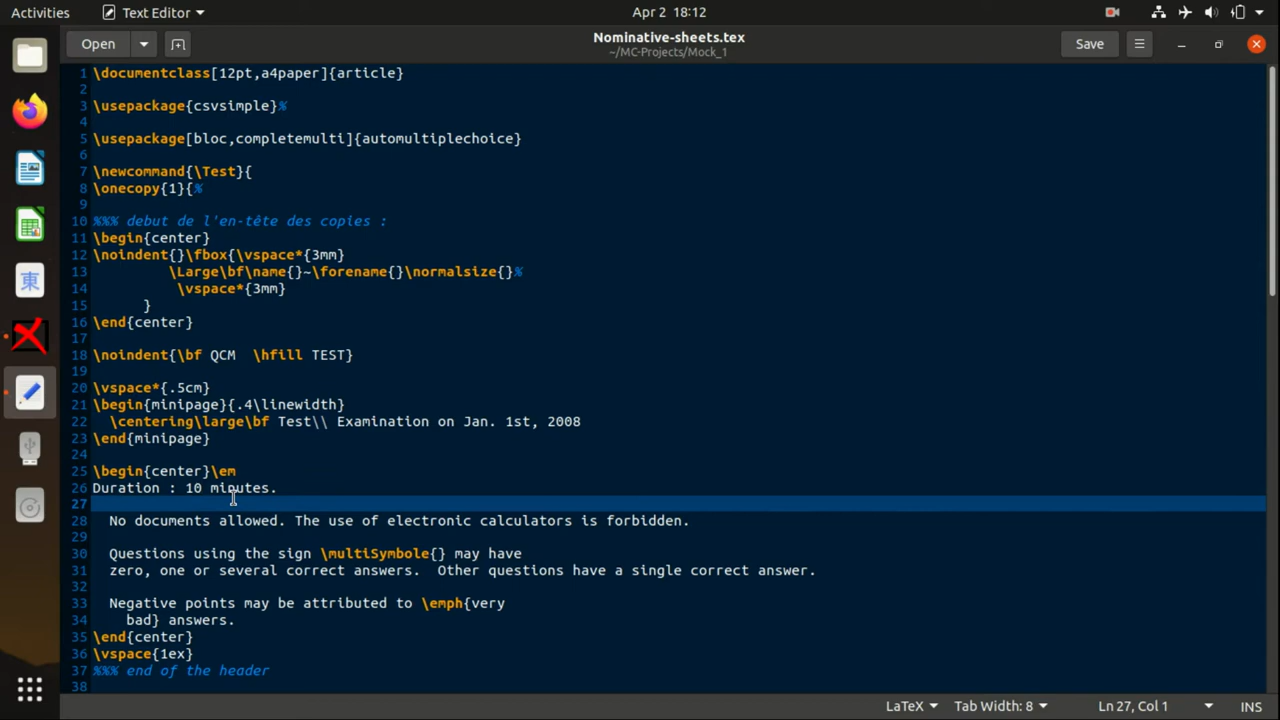 Activities Text Editor Apr 2 18:12
Open Nominative-sheets.tex Save
~/MC-Projects/Mock_1
1 \documentclass[12pt,a4paper]{article}
2
3 \usepackage{csvsimple}%
4
5 \usepackage[bloc,completemulti]{automultiplechoice}
6
7 \newcommand{\Test}{
8 \onecopy{1}{%
9
10 %%% debut de l'en-tête des copies :
11 \begin{center}
12 \noindent{}\fbox{\vspace*{3mm}
13 \Large\bf\name{}~\forename{}\normalsize{}%
14 \vspace*{3mm}
15 }
16 \end{center}
17
18 \noindent{\bf QCM \hfill TEST}
19
20 \vspace*{.5cm}
21 \begin{minipage}{.4\linewidth}
22 \centering\large\bf Test\\ Examination on Jan. 1st, 2008
23 \end{minipage}
24
25 \begin{center}\em
26 Duration : 10 minutes.
27
28 No documents allowed. The use of electronic calculators is forbidden.
29
30 Questions using the sign \multiSymbole{} may have
31 zero, one or several correct answers. Other questions have a single correct answer.
32
33 Negative points may be attributed to \emph{very
34 bad} answers.
35 \end{center}
36 \vspace{1ex}
37 %%% end of the header
38
LaTeX Tab Width: 8 Ln 27, Col 1 INS
東